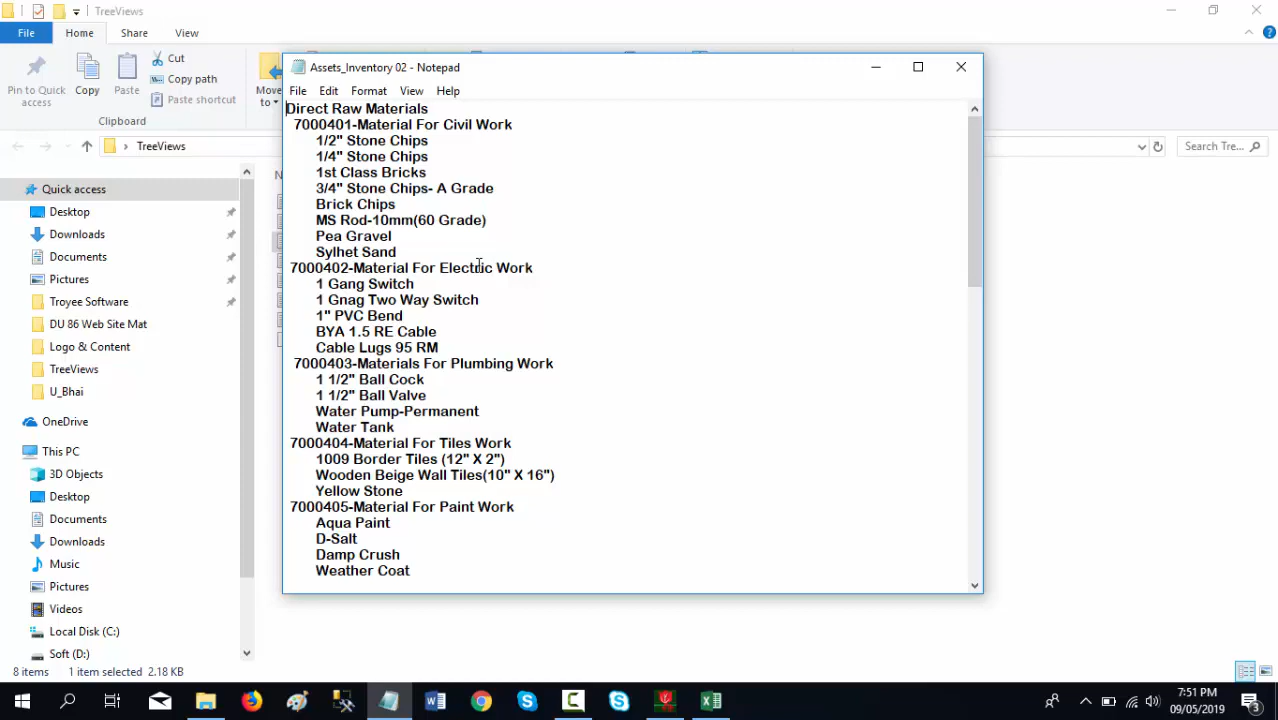 TreeViews
File
Home
Share
View
Pin to Quick access
Copy
Paste
Cut
Copy path
Paste shortcut
Clipboard
Move to
TreeViews
Search Tre...
Quick access
Desktop
Downloads
Documents
Pictures
Troyee Software
DU 86 Web Site Mat
Logo & Content
TreeViews
U_Bhai
OneDrive
This PC
3D Objects
Desktop
Documents
Downloads
Music
Pictures
Videos
Local Disk (C:)
Soft (D:)
8 items 1 item selected 2.18 KB
Assets_Inventory 02 - Notepad
File Edit Format View Help
Direct Raw Materials
7000401-Material For Civil Work
1/2" Stone Chips
1/4" Stone Chips
1st Class Bricks
3/4" Stone Chips- A Grade
Brick Chips
MS Rod-10mm(60 Grade)
Pea Gravel
Sylhet Sand
7000402-Material For Electric Work
1 Gang Switch
1 Gnag Two Way Switch
1" PVC Bend
BYA 1.5 RE Cable
Cable Lugs 95 RM
7000403-Materials For Plumbing Work
1 1/2" Ball Cock
1 1/2" Ball Valve
Water Pump-Permanent
Water Tank
7000404-Material For Tiles Work
1009 Border Tiles (12" X 2")
Wooden Beige Wall Tiles(10" X 16")
Yellow Stone
7000405-Material For Paint Work
Aqua Paint
D-Salt
Damp Crush
Weather Coat
7:51 PM
09/05/2019
3